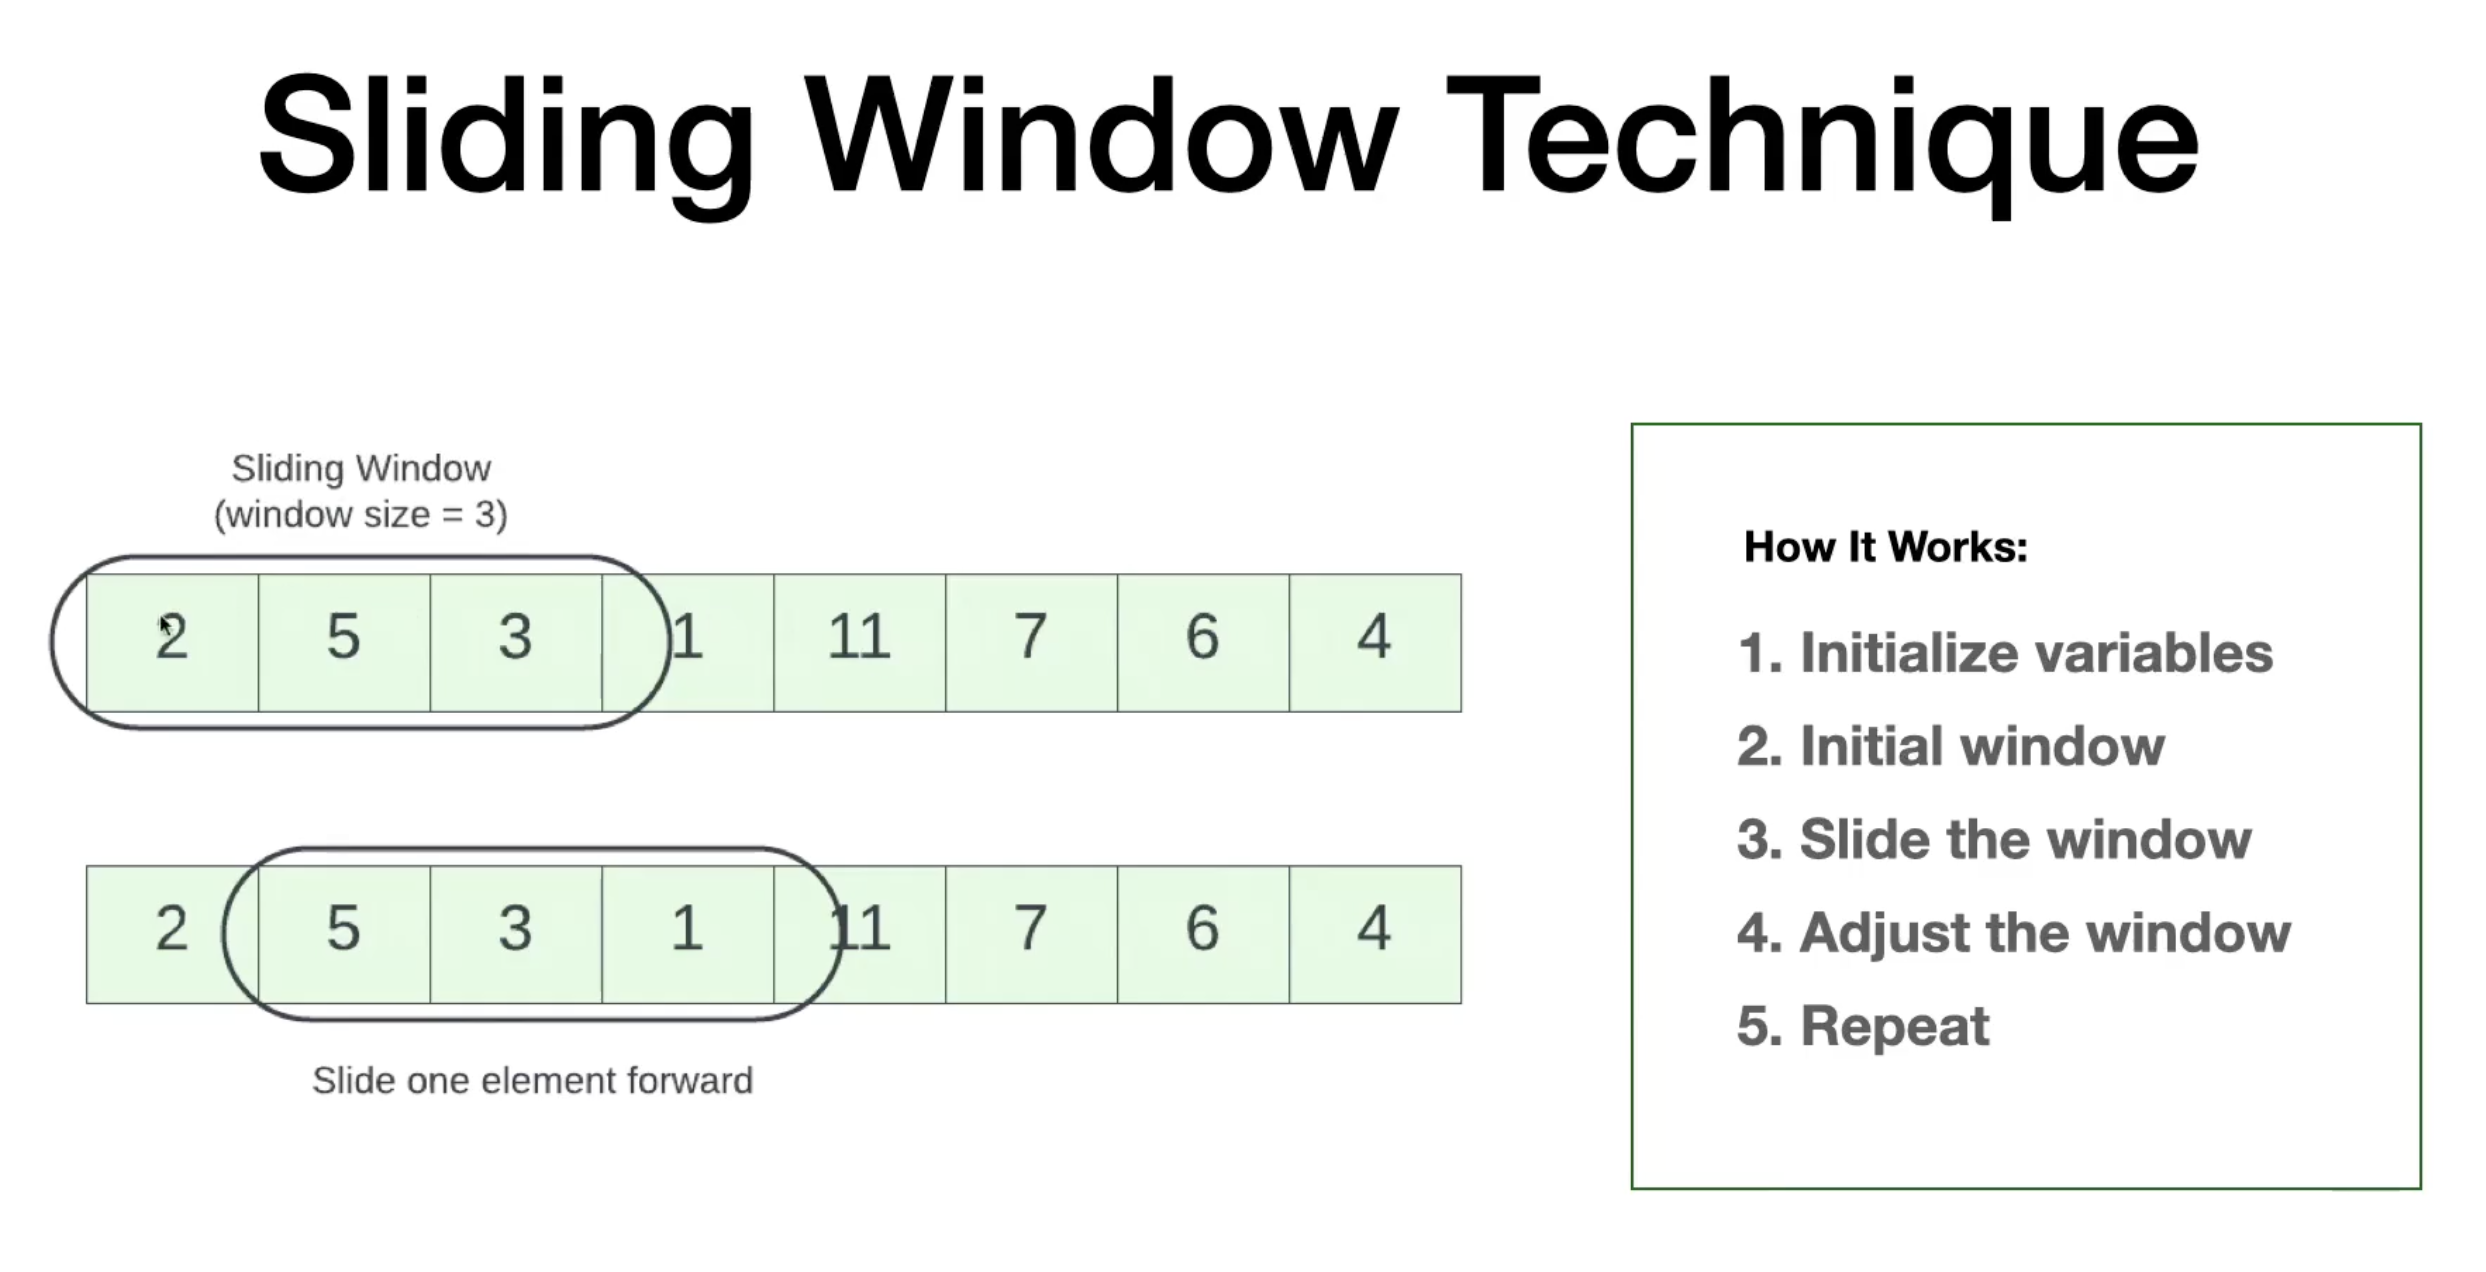 Sliding Window Technique
Sliding Window
(window size = 3)
2 5 3 1 11 7 6 4
2 5 3 1 11 7 6 4
Slide one element forward
How It Works:
1. Initialize variables
2. Initial window
3. Slide the window
4. Adjust the window
5. Repeat